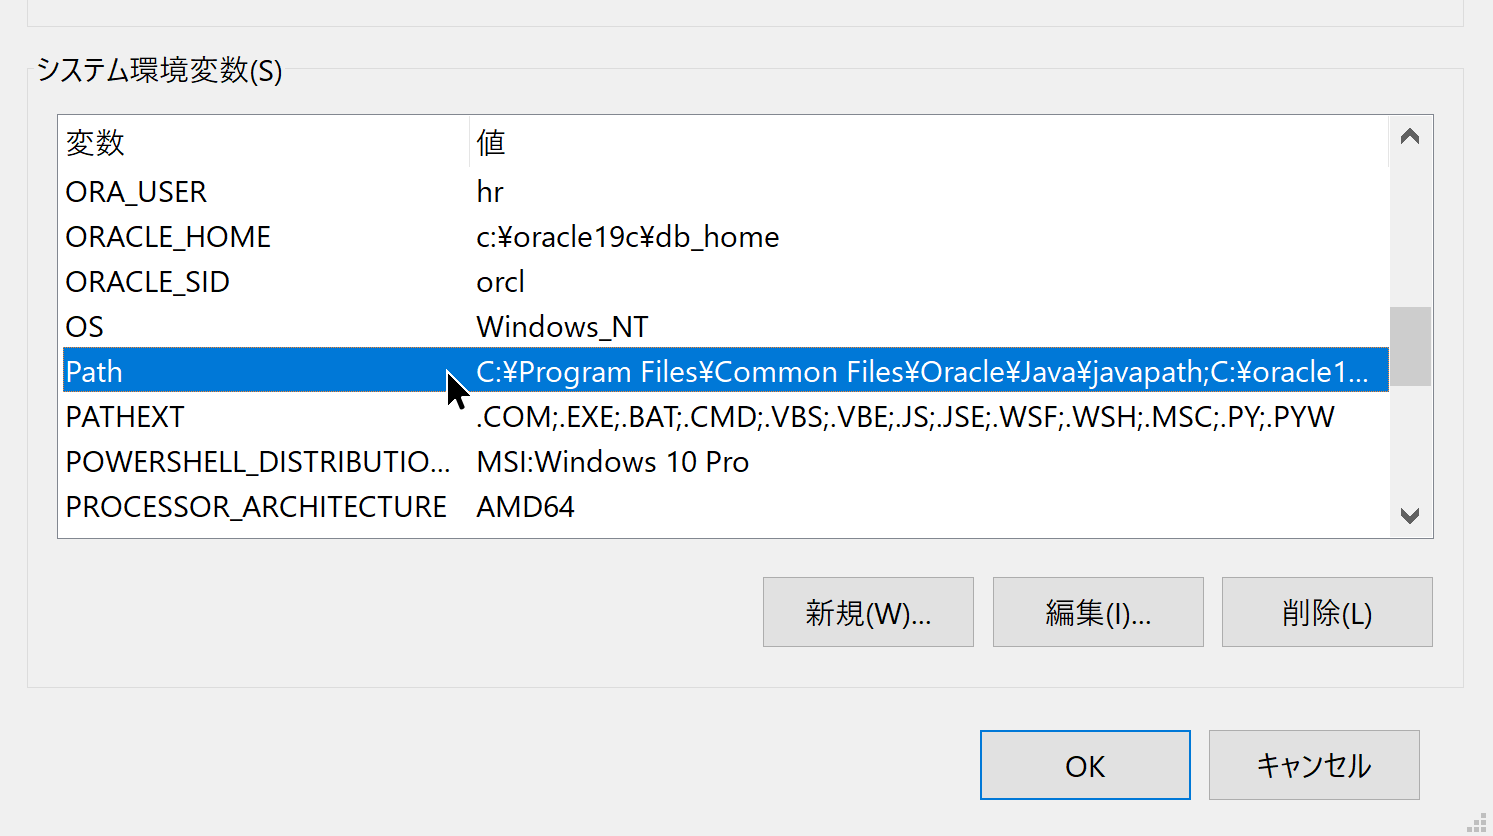 システム環境変数(S)
変数 値
ORA_USER hr
ORACLE_HOME c:¥oracle19c¥db_home
ORACLE_SID orcl
OS Windows_NT
Path C:¥Program Files¥Common Files¥Oracle¥Java¥javapath;C:¥oracle1...
PATHEXT .COM;.EXE;.BAT;.CMD;.VBS;.VBE;.JS;.JSE;.WSF;.WSH;.MSC;.PY;.PYW
POWERSHELL_DISTRIBUTIO... MSI:Windows 10 Pro
PROCESSOR_ARCHITECTURE AMD64
新規(W)... 編集(I)... 削除(L)
OK キャンセル